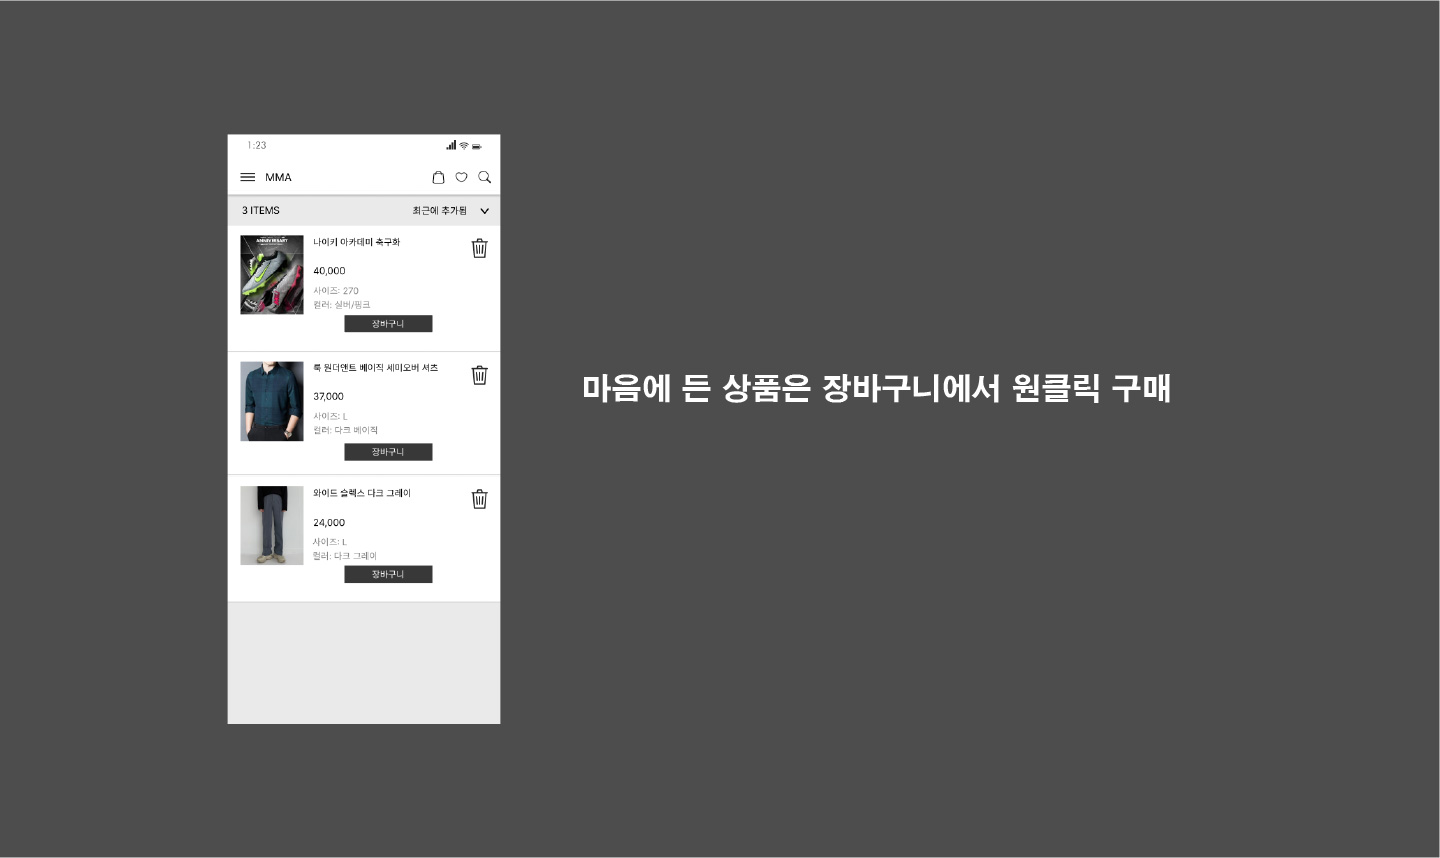 1:23
MMA
3 ITEMS 최근에 추가됨
ANNIVERSARY
나이키 아카데미 축구화
40,000
사이즈: 270
컬러: 실버/핑크
장바구니
룩 원더앤트 베이직 세미오버 셔츠
37,000
사이즈: L
컬러: 다크 베이직
장바구니
와이드 슬렉스 다크 그레이
24,000
사이즈: L
컬러: 다크 그레이
장바구니
마음에 든 상품은 장바구니에서 원클릭 구매